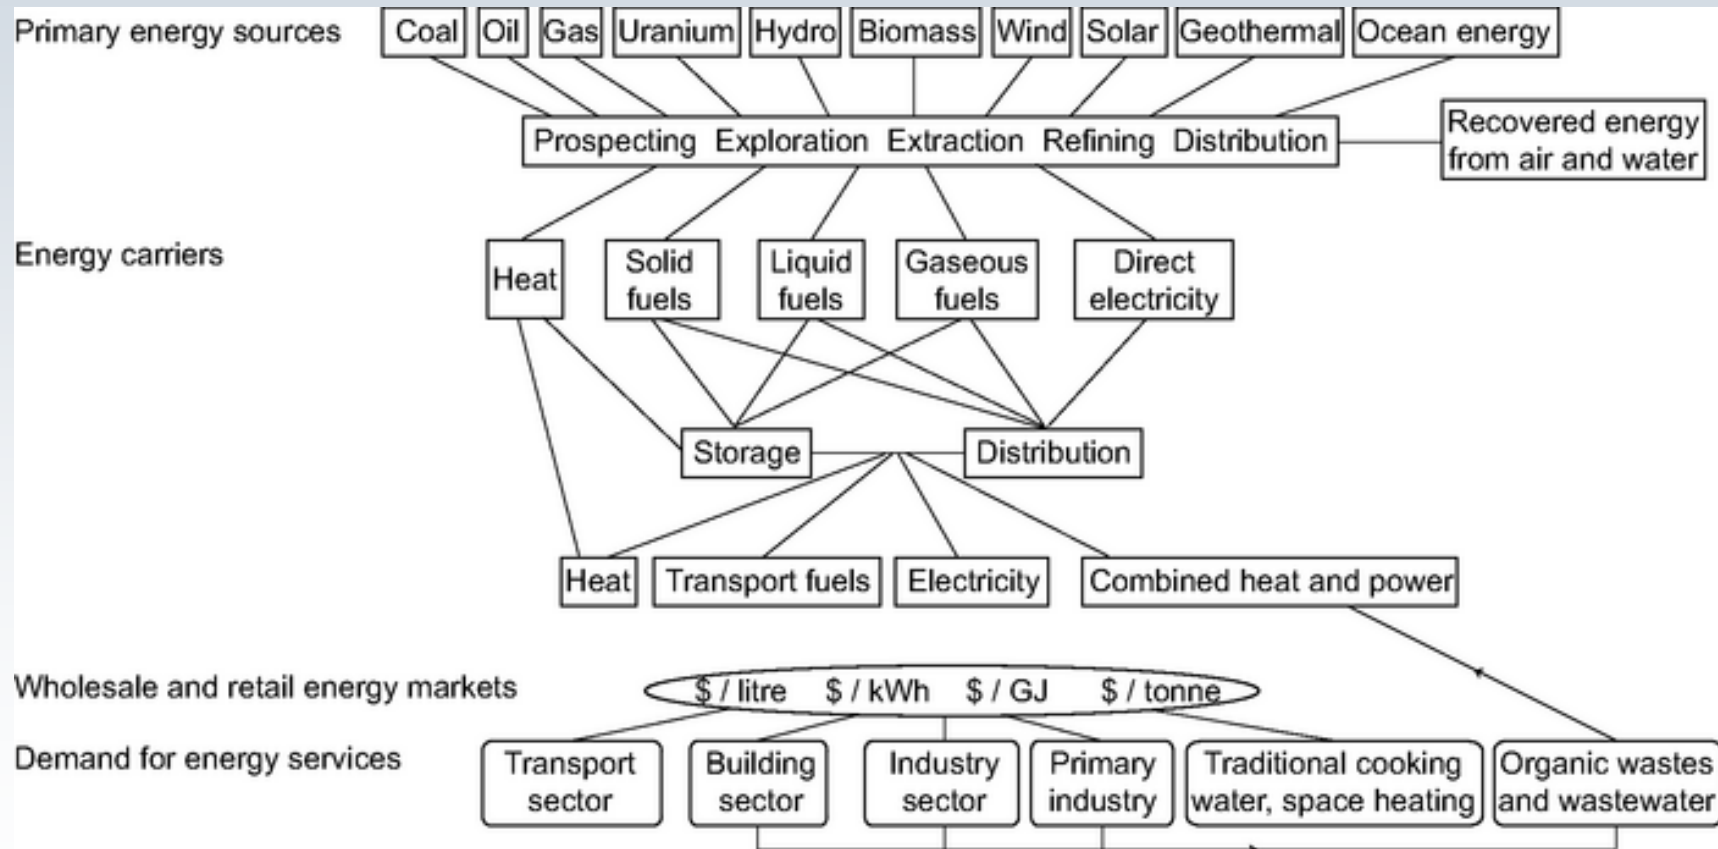 Primary energy sources
Coal
Oil
Gas
Uranium
Hydro
Biomass
Wind
Solar
Geothermal
Ocean energy
Prospecting Exploration Extraction Refining Distribution
Recovered energy
from air and water
Energy carriers
Heat
Solid
fuels
Liquid
fuels
Gaseous
fuels
Direct
electricity
Storage
Distribution
Heat
Transport fuels
Electricity
Combined heat and power
Wholesale and retail energy markets
$ / litre $ / kWh $ / GJ $ / tonne
Demand for energy services
Transport
sector
Building
sector
Industry
sector
Primary
industry
Traditional cooking
water, space heating
Organic wastes
and wastewater